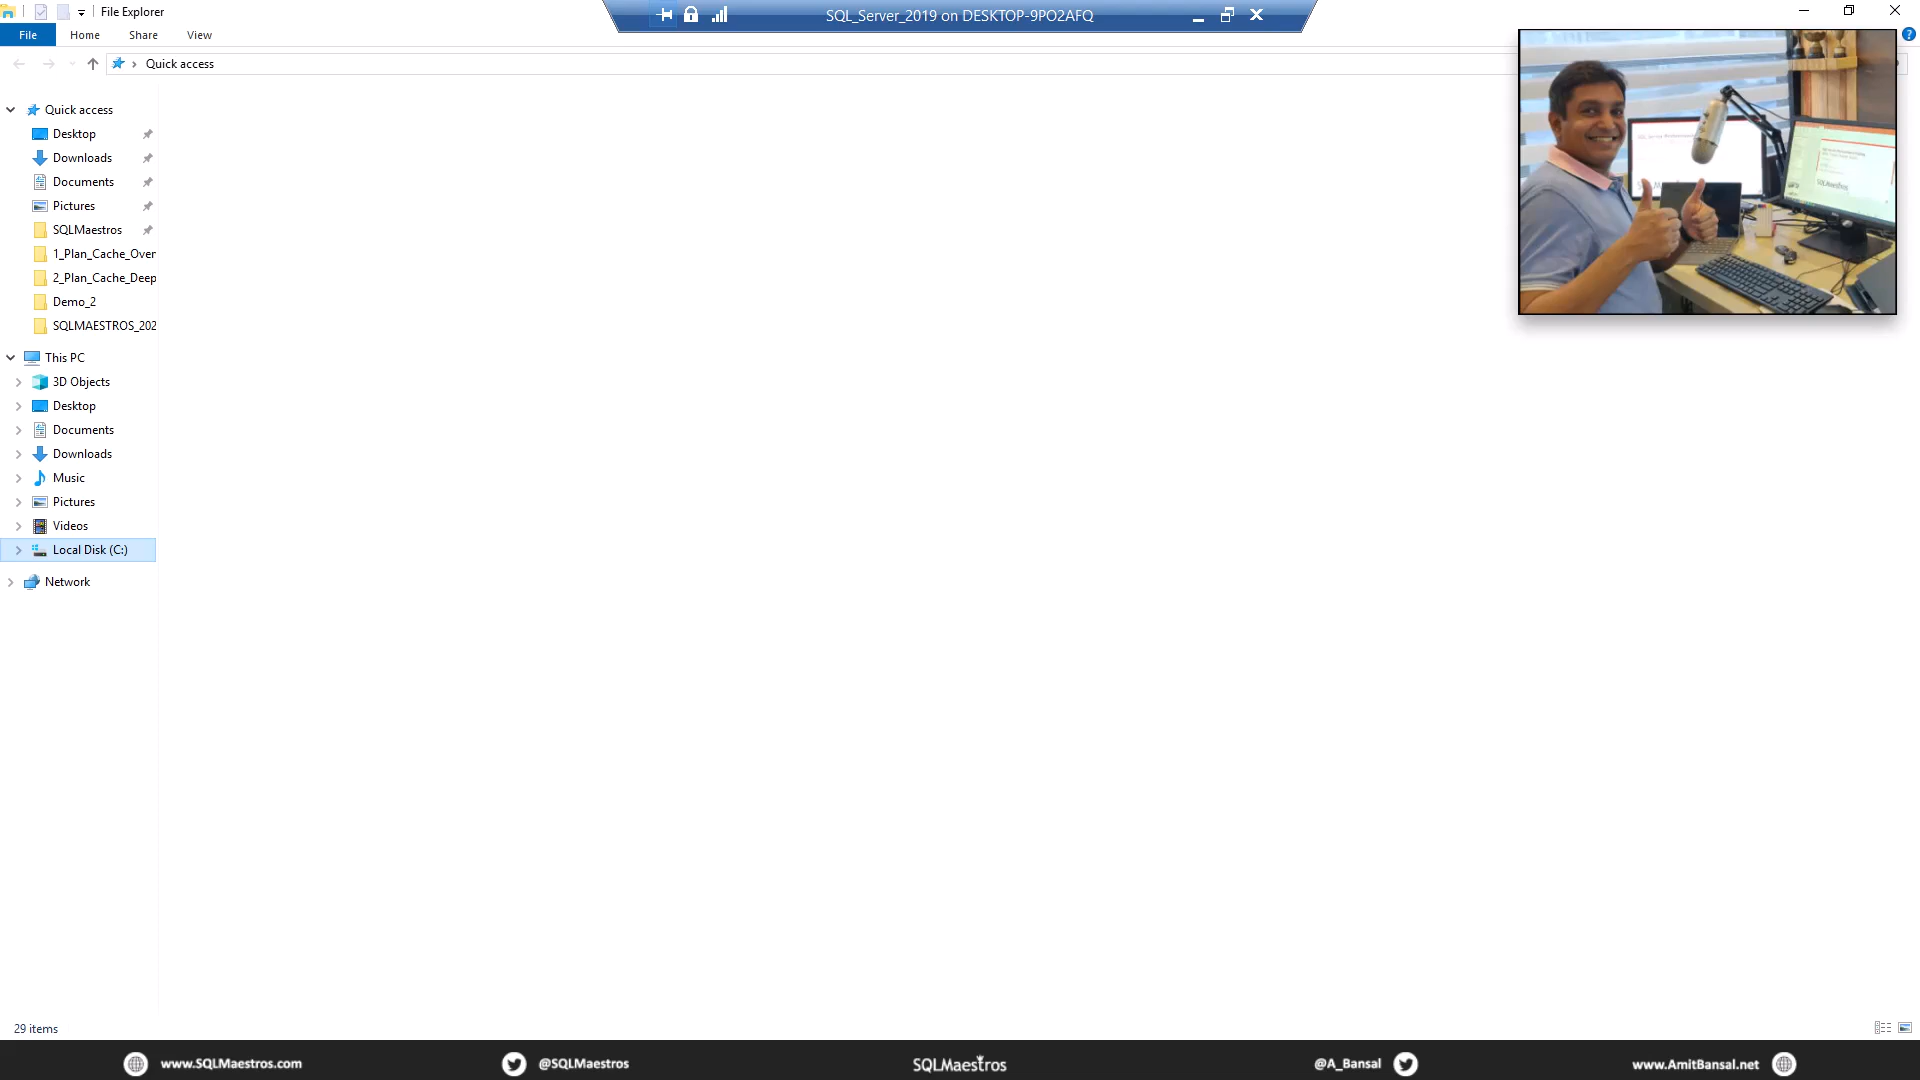 File Explorer
SQL_Server_2019 on DESKTOP-9PO2AFQ
File Home Share View
Quick access
Quick access
Desktop
Downloads
Documents
Pictures
SQLMaestros
1_Plan_Cache_Over
2_Plan_Cache_Deep
Demo_2
SQLMAESTROS_202
This PC
3D Objects
Desktop
Documents
Downloads
Music
Pictures
Videos
Local Disk (C:)
Network
SQLMaestros
29 items
www.SQLMaestros.com @SQLMaestros SQLMaestros @A_Bansal www.AmitBansal.net